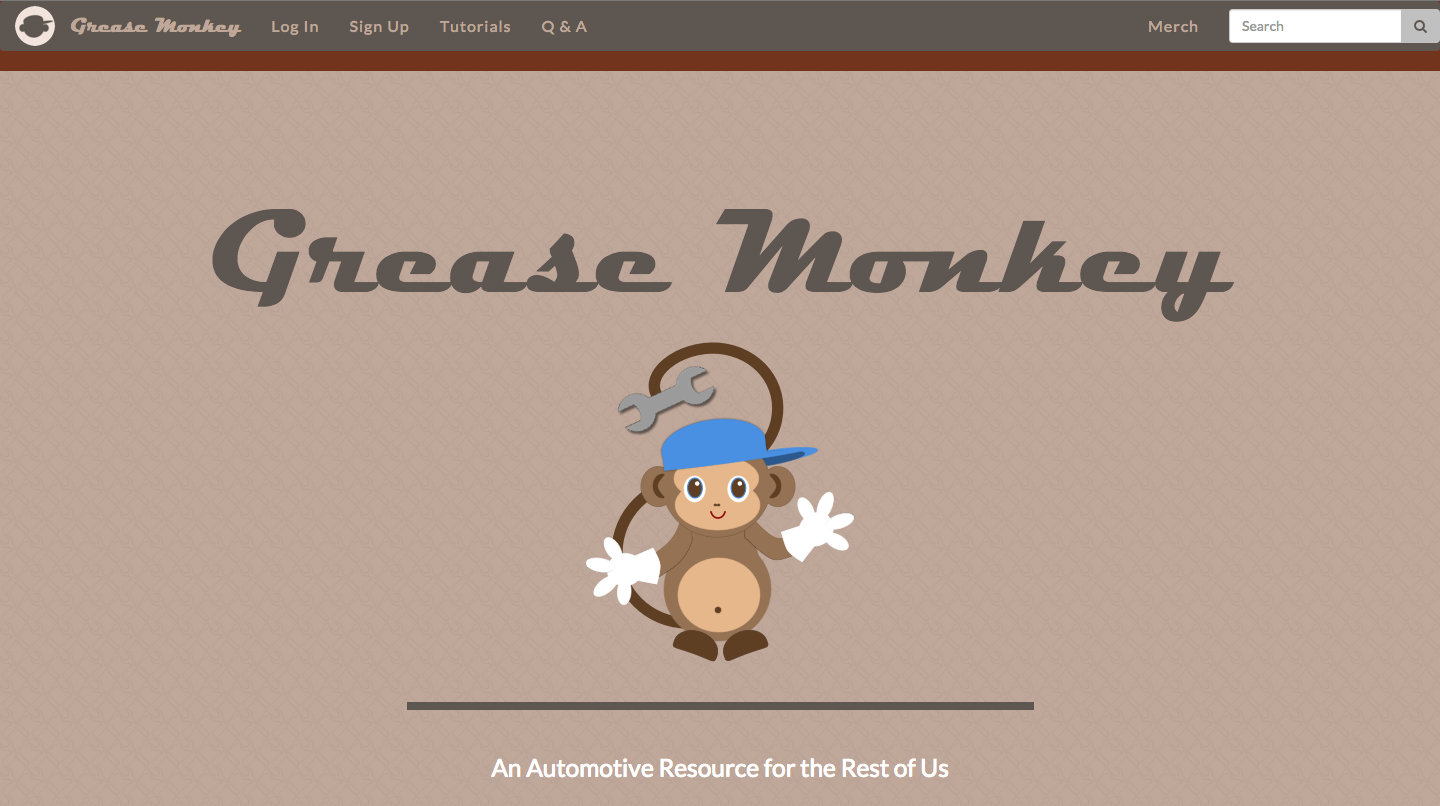 Grease Monkey Log In Sign Up Tutorials Q & A Merch Search
Grease Monkey
An Automotive Resource for the Rest of Us